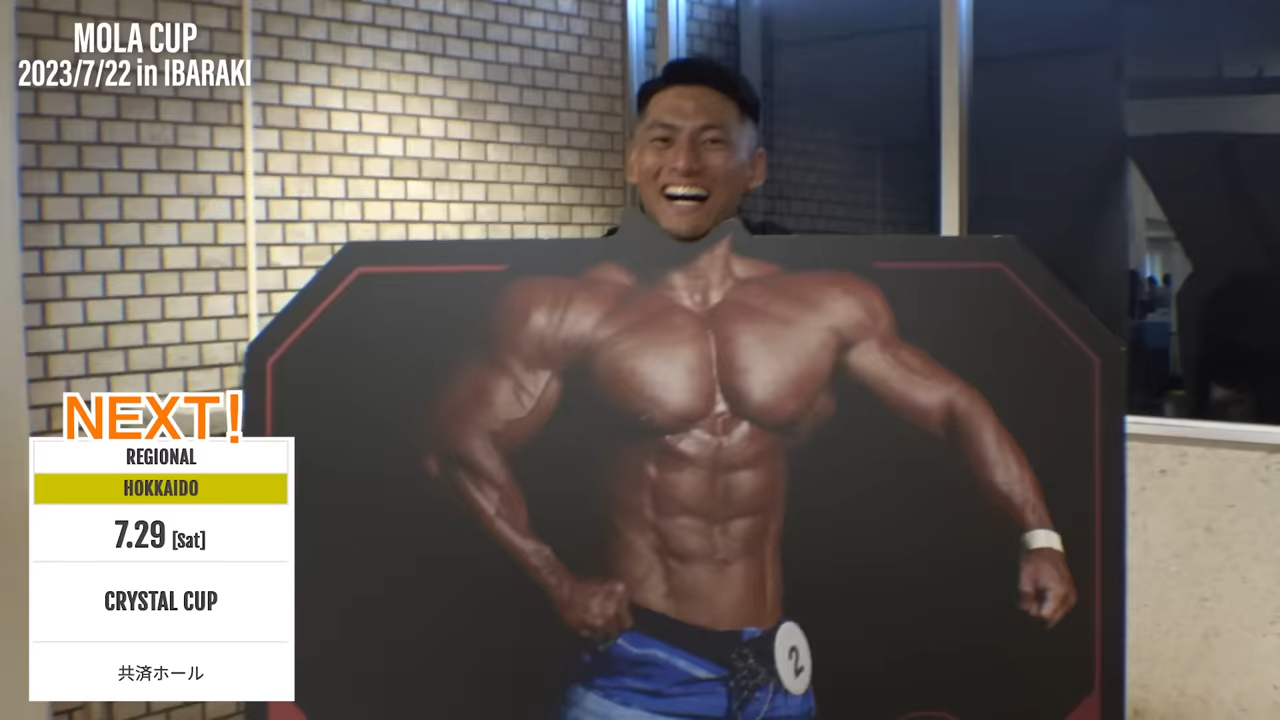 MOLA CUP
2023/7/22 in IBARAKI
NEXT!
REGIONAL
HOKKAIDO
7.29 [Sat]
CRYSTAL CUP
共済ホール
2